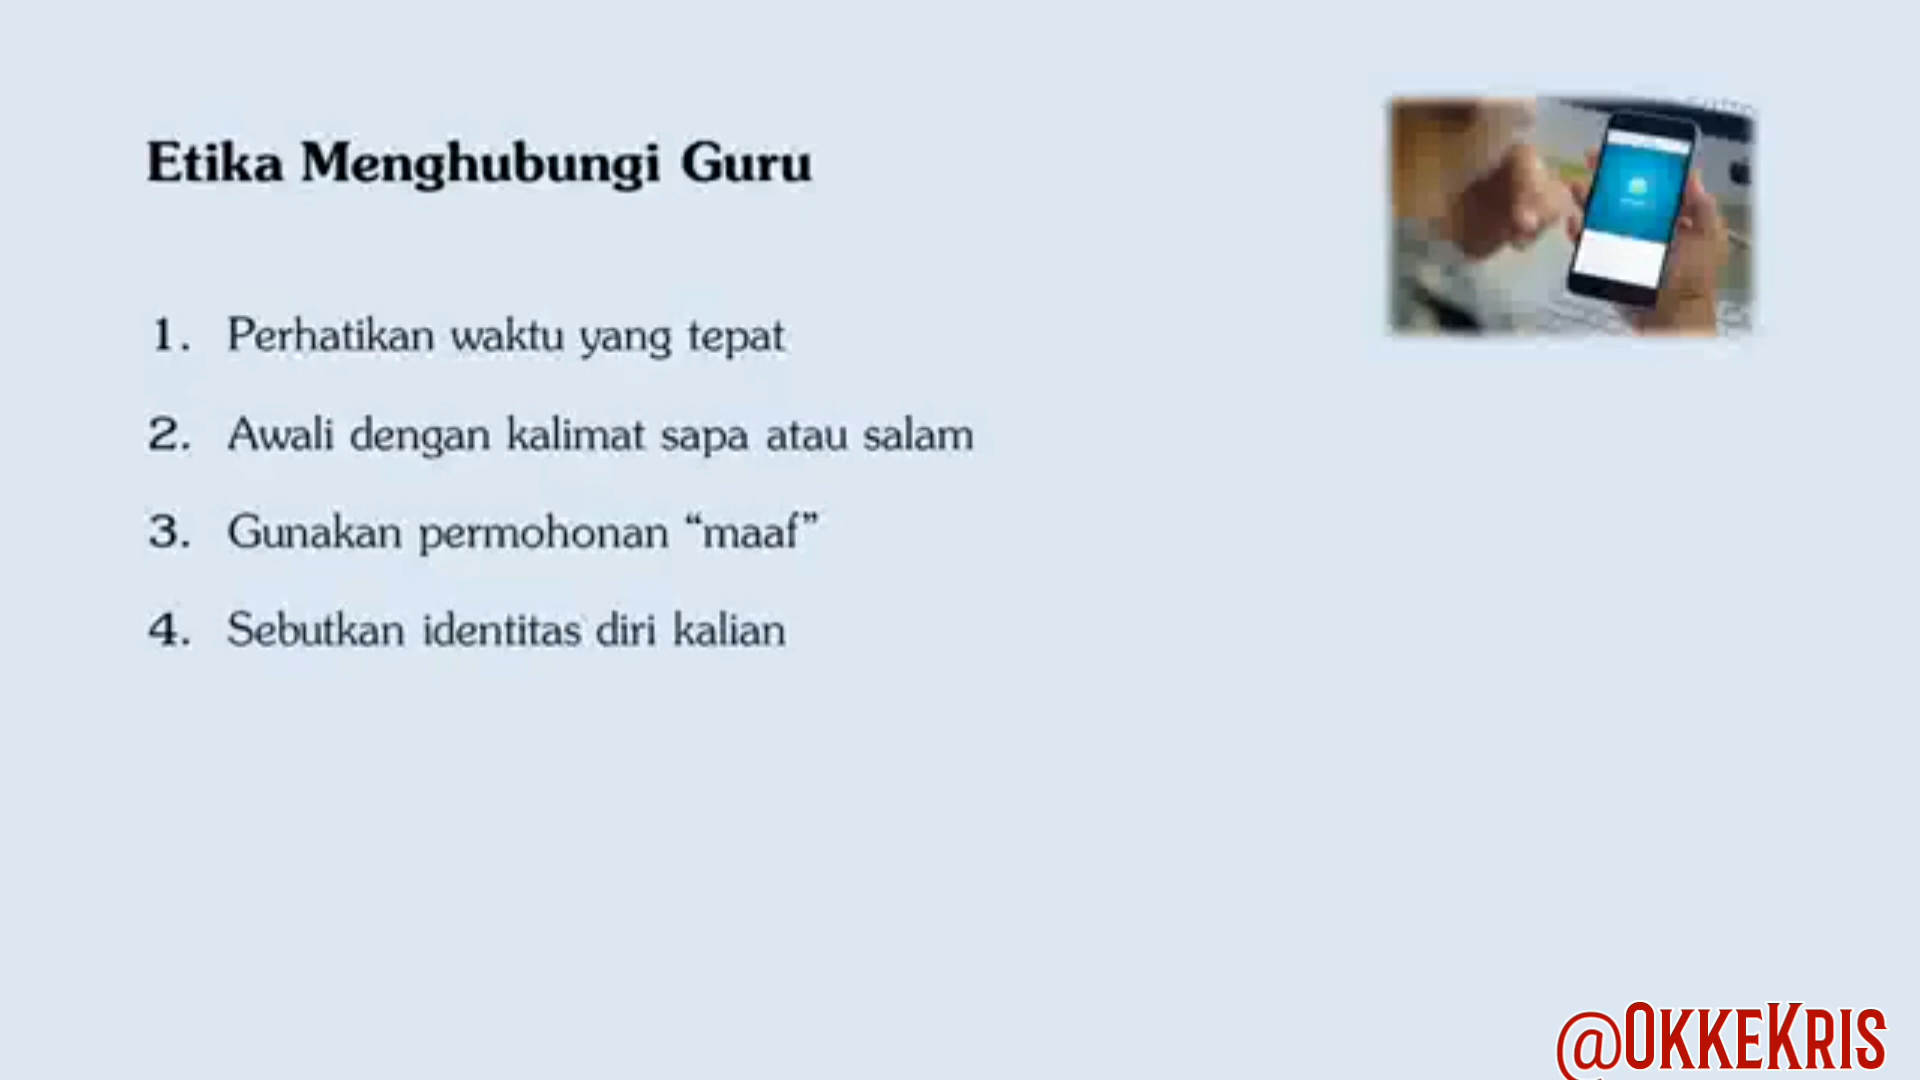 Etika Menghubungi Guru
1. Perhatikan waktu yang tepat
2. Awali dengan kalimat sapa atau salam
3. Gunakan permohonan “maaf”
4. Sebutkan identitas diri kalian
@OKKEKRIS